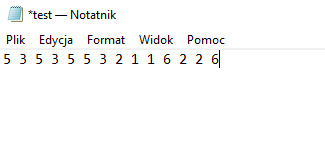 *test — Notatnik
Plik Edycja Format Widok Pomoc
5 3 5 3 5 5 3 2 1 1 6 2 2 6